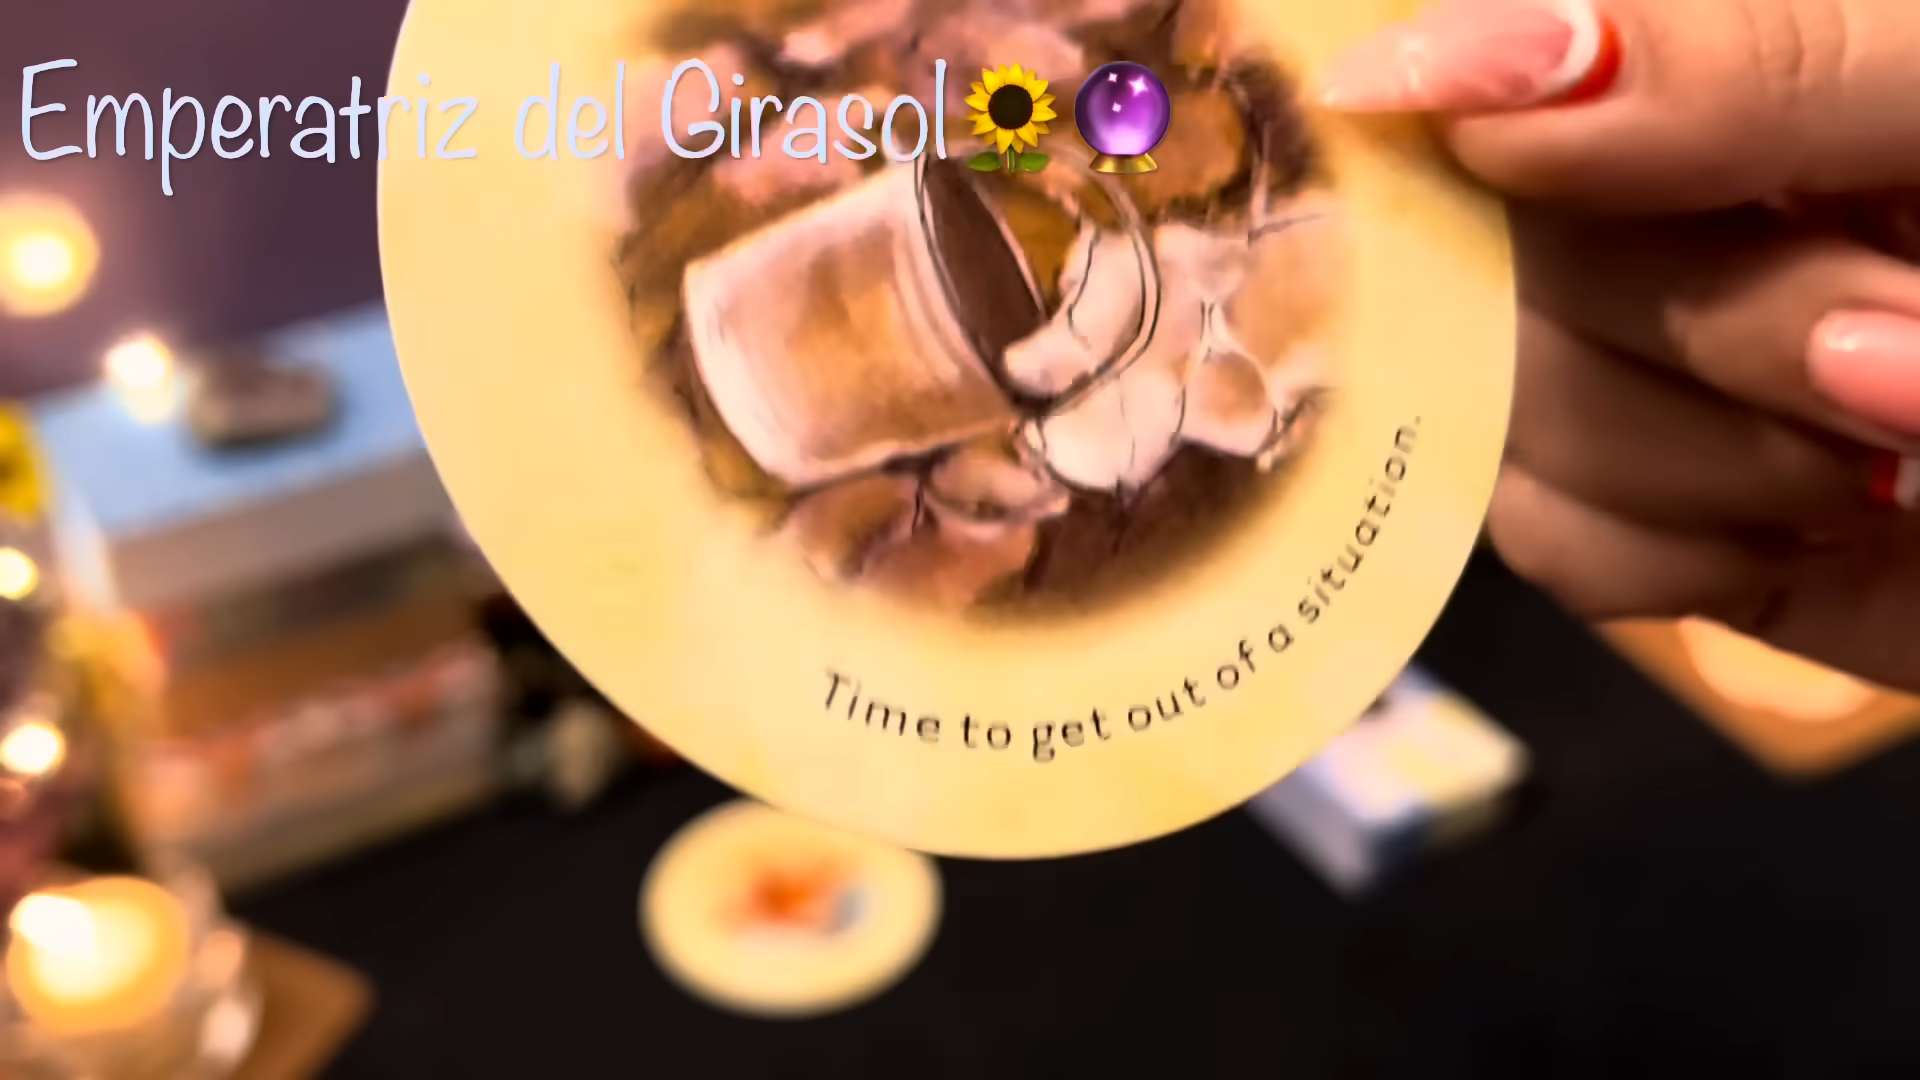 Emperatriz del Girasol🌻🔮
Time to get out of a situation.